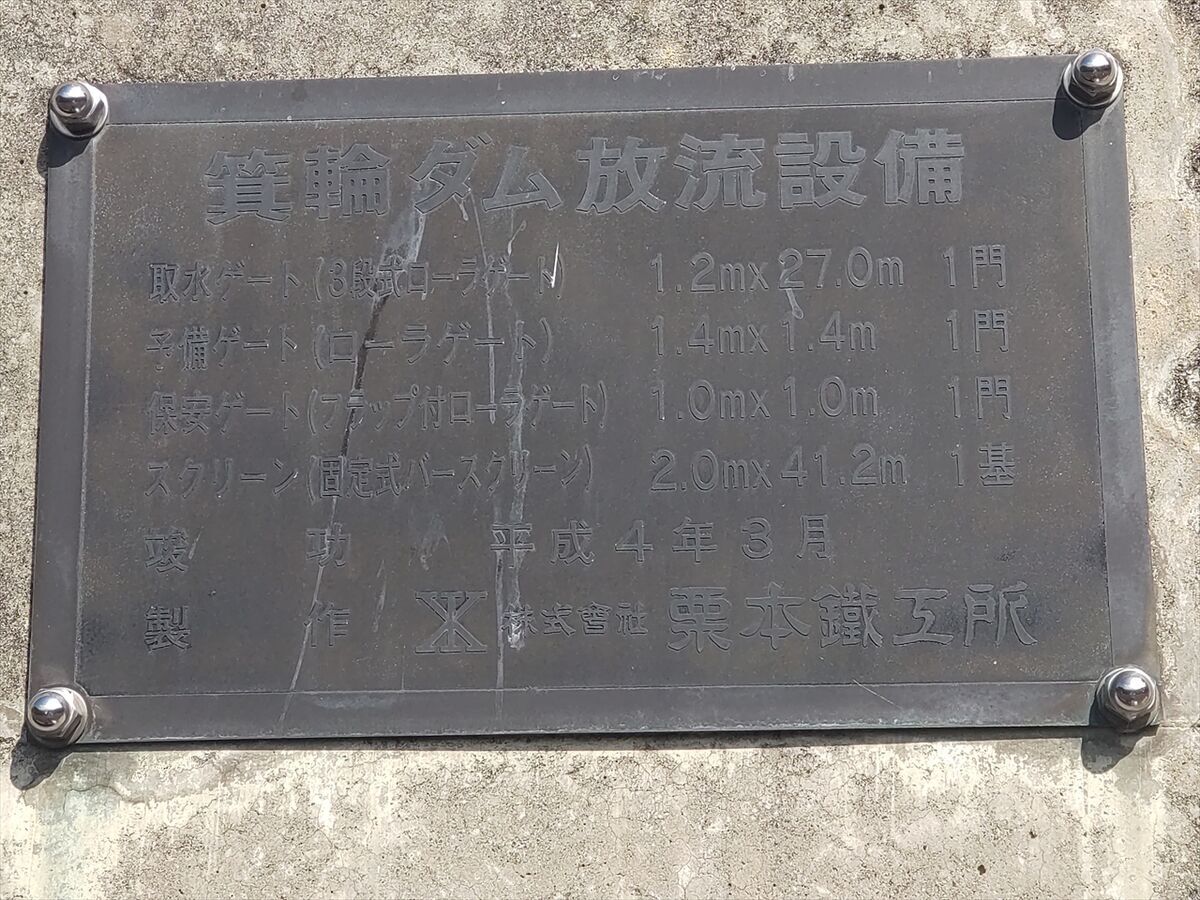 箕輪ダム放流設備
取水ゲート(3段式ローラゲート) 1.2m×27.0m 1門
予備ゲート(ローラゲート) 1.4m×1.4m 1門
保安ゲート(フラップ付ローラゲート) 1.0m×1.0m 1門
スクリーン(固定式バースクリーン) 2.0m×41.2m 1基
竣功 平成4年3月
製作 株式會社 栗本鐵工所